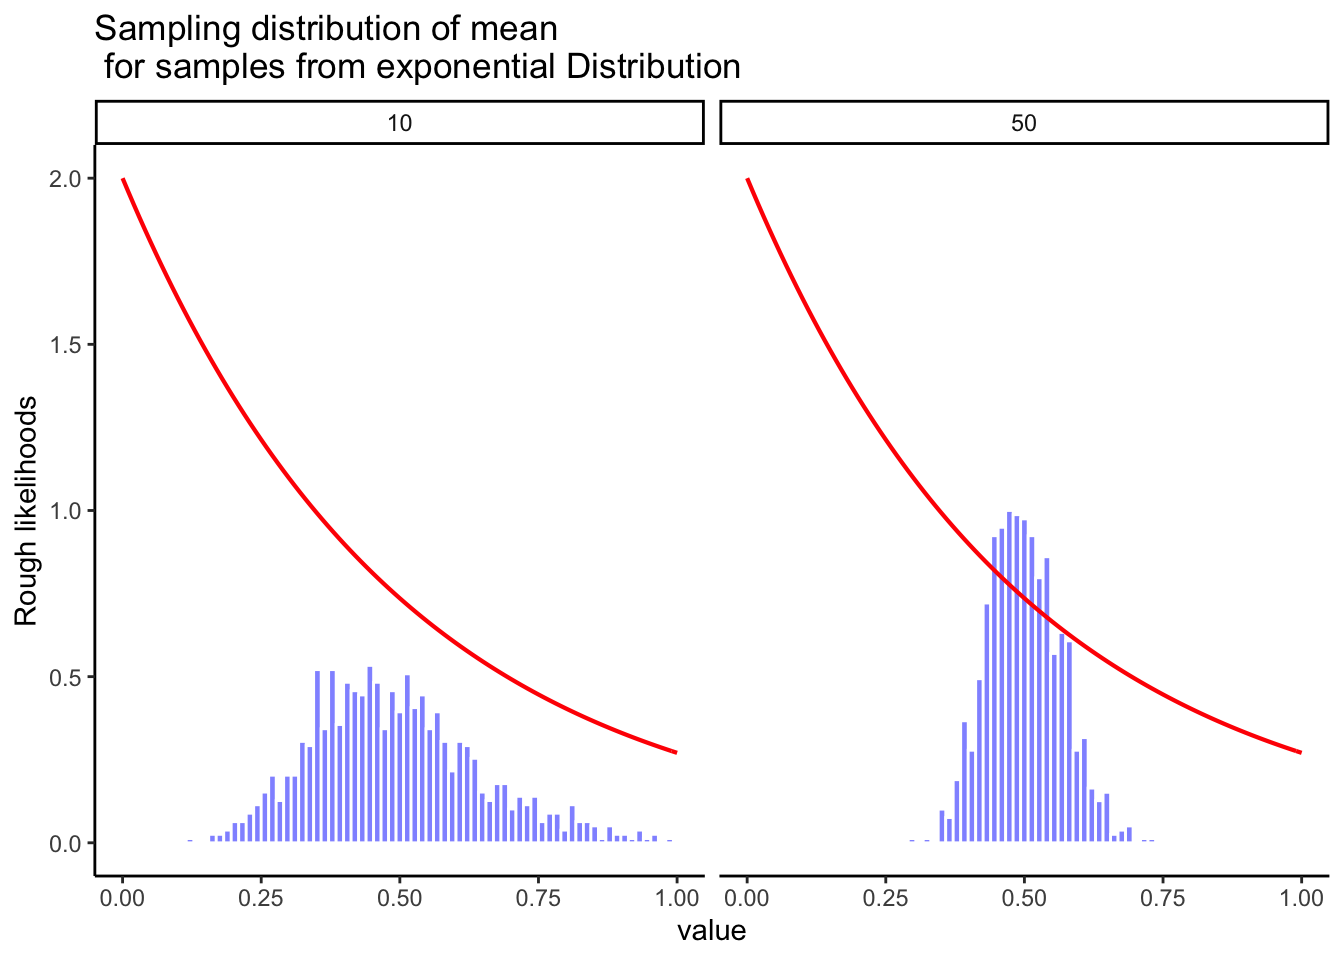 Sampling distribution of mean
for samples from exponential Distribution
10
50
2.0
1.5
1.0
0.5
0.0
Rough likelihoods
0.00 0.25 0.50 0.75 1.00
0.00 0.25 0.50 0.75 1.00
value